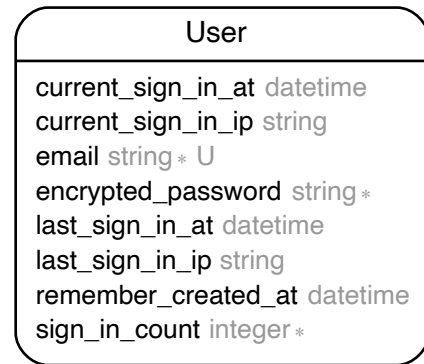 User
current_sign_in_at datetime
current_sign_in_ip string
email string * U
encrypted_password string *
last_sign_in_at datetime
last_sign_in_ip string
remember_created_at datetime
sign_in_count integer *